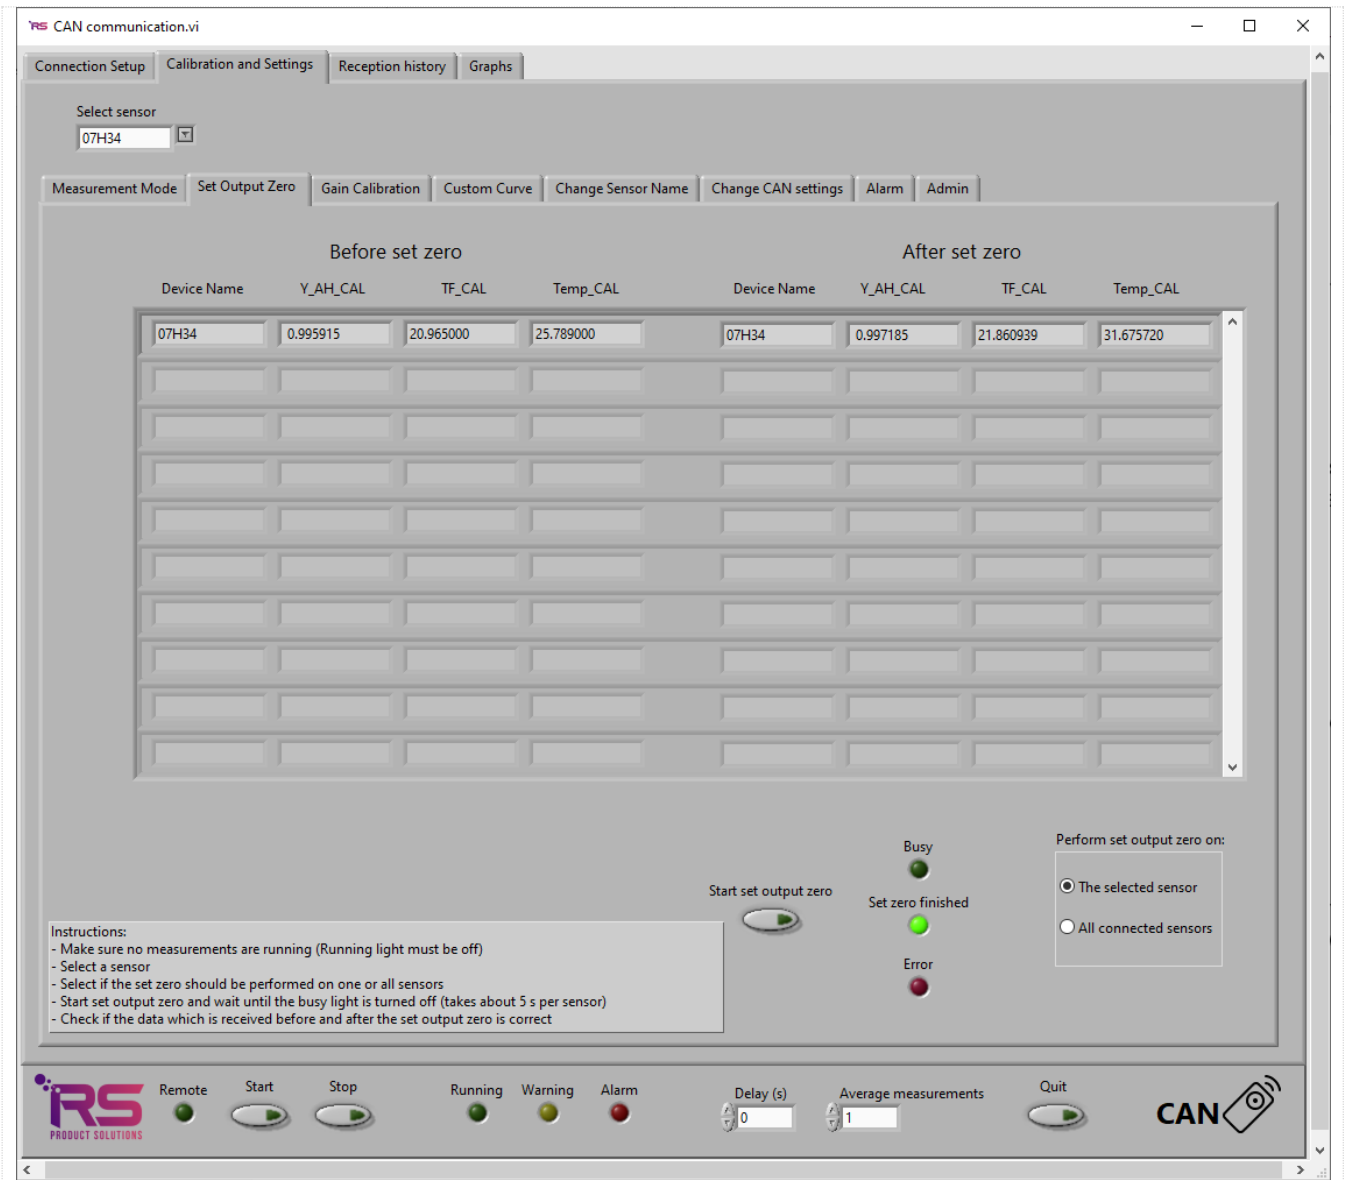 RS CAN communication.vi
Connection Setup Calibration and Settings Reception history Graphs
Select sensor
07H34
Measurement Mode Set Output Zero Gain Calibration Custom Curve Change Sensor Name Change CAN settings Alarm Admin
Before set zero After set zero
Device Name Y_AH_CAL TF_CAL Temp_CAL Device Name Y_AH_CAL TF_CAL Temp_CAL
07H34 0.995915 20.965000 25.789000 07H34 0.997185 21.860939 31.675720
Busy
Perform set output zero on:
Start set output zero
The selected sensor
Set zero finished
All connected sensors
Error
Instructions:
- Make sure no measurements are running (Running light must be off)
- Select a sensor
- Select if the set zero should be performed on one or all sensors
- Start set output zero and wait until the busy light is turned off (takes about 5 s per sensor)
- Check if the data which is received before and after the set output zero is correct
RS
PRODUCT SOLUTIONS
Remote Start Stop Running Warning Alarm Delay (s) Average measurements Quit
0 1
CAN